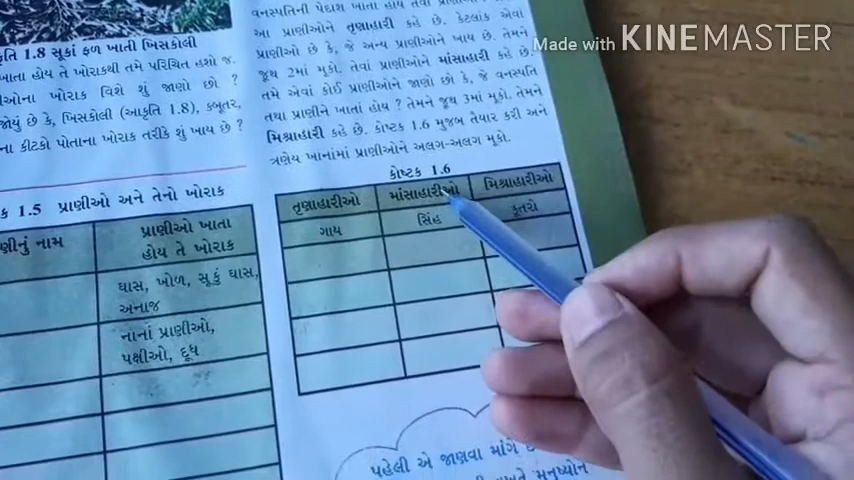 Made with KINEMASTER
કૃતિ 1.8 સૂકાં ફળ ખાતી ખિસકોલી
ખાતા હોય તે ખોરાકથી તમે પરિચિત હશો જ.
ખોરાક વિશે શું જાણો છો ?
જોયું છે કે, ખિસકોલી (આકૃતિ 1.8), કબૂતર,
ના કીટકો પોતાના ખોરાક તરીકે શું ખાય છે ?
ક 1.5 પ્રાણીઓ અને તેનો ખોરાક
નામ
પ્રાણીઓ ખાતા
હોય તે ખોરાક
ઘાસ, ખોળ, સૂકું ઘાસ,
અનાજ
નાનાં પ્રાણીઓ,
પક્ષીઓ, દૂધ
વનસ્પતિની પેદાશ ખાતા હોય તેવા
આ પ્રાણીઓને તૃણાહારી કહે છે. કેટલાંક એવાં
પ્રાણીઓ છે કે, જે અન્ય પ્રાણીઓને ખાય છે. તેમને
જૂથ 2માં મૂકો. તેવાં પ્રાણીઓને માંસાહારી કહે છે.
તમે એવાં કોઈ પ્રાણીઓને જાણો છો કે, જે વનસ્પતિ
તથા પ્રાણીને ખાતાં હોય ? તેમને જૂથ 3માં મૂકો. તેમને
મિશ્રાહારી કહે છે. કોષ્ટક 1.6 મુજબ તૈયાર કરી અને
ત્રણેય ખાનાંમાં પ્રાણીઓને અલગ-અલગ મૂકો.
કોષ્ટક 1.6
તૃણાહારીઓ માંસાહારીઓ મિશ્રાહારીઓ
ગાય સિંહ કૂતરો
પહેલી એ જાણવા માંગે
મનુષ્યોને